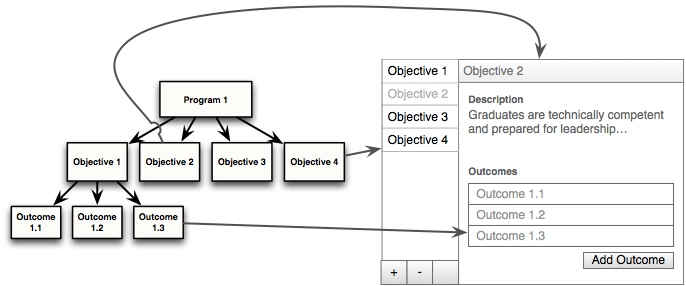 Program 1
Objective 1
Objective 2
Objective 3
Objective 4
Outcome
1.1
Outcome
1.2
Outcome
1.3
Objective 1
Objective 2
Objective 3
Objective 4
+ -
Objective 2
Description
Graduates are technically competent
and prepared for leadership…
Outcomes
Outcome 1.1
Outcome 1.2
Outcome 1.3
Add Outcome